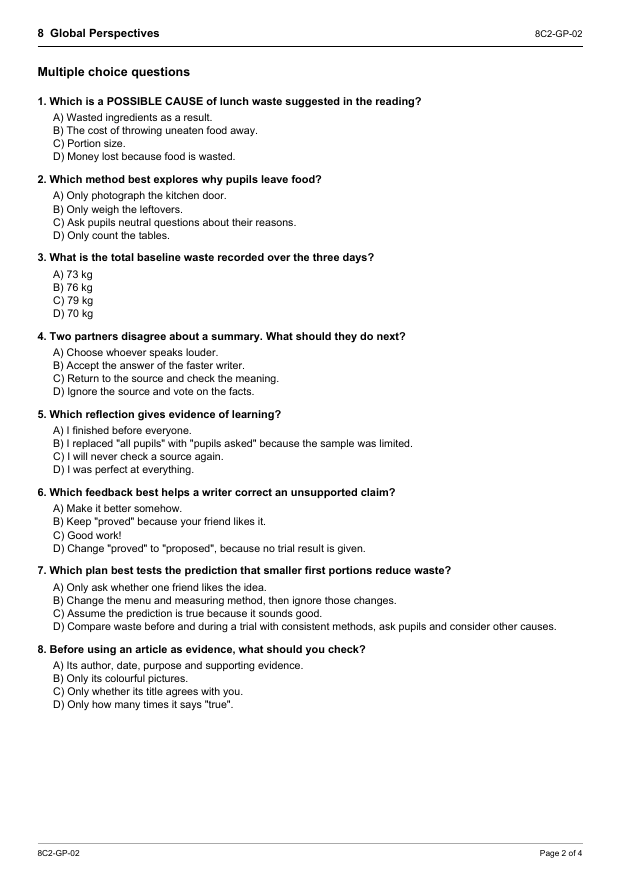 8 Global Perspectives
8C2-GP-02
Multiple choice questions
1. Which is a POSSIBLE CAUSE of lunch waste suggested in the reading?
A) Wasted ingredients as a result.
B) The cost of throwing uneaten food away.
C) Portion size.
D) Money lost because food is wasted.
2. Which method best explores why pupils leave food?
A) Only photograph the kitchen door.
B) Only weigh the leftovers.
C) Ask pupils neutral questions about their reasons.
D) Only count the tables.
3. What is the total baseline waste recorded over the three days?
A) 73 kg
B) 76 kg
C) 79 kg
D) 70 kg
4. Two partners disagree about a summary. What should they do next?
A) Choose whoever speaks louder.
B) Accept the answer of the faster writer.
C) Return to the source and check the meaning.
D) Ignore the source and vote on the facts.
5. Which reflection gives evidence of learning?
A) I finished before everyone.
B) I replaced "all pupils" with "pupils asked" because the sample was limited.
C) I will never check a source again.
D) I was perfect at everything.
6. Which feedback best helps a writer correct an unsupported claim?
A) Make it better somehow.
B) Keep "proved" because your friend likes it.
C) Good work!
D) Change "proved" to "proposed", because no trial result is given.
7. Which plan best tests the prediction that smaller first portions reduce waste?
A) Only ask whether one friend likes the idea.
B) Change the menu and measuring method, then ignore those changes.
C) Assume the prediction is true because it sounds good.
D) Compare waste before and during a trial with consistent methods, ask pupils and consider other causes.
8. Before using an article as evidence, what should you check?
A) Its author, date, purpose and supporting evidence.
B) Only its colourful pictures.
C) Only whether its title agrees with you.
D) Only how many times it says "true".
8C2-GP-02
Page 2 of 4